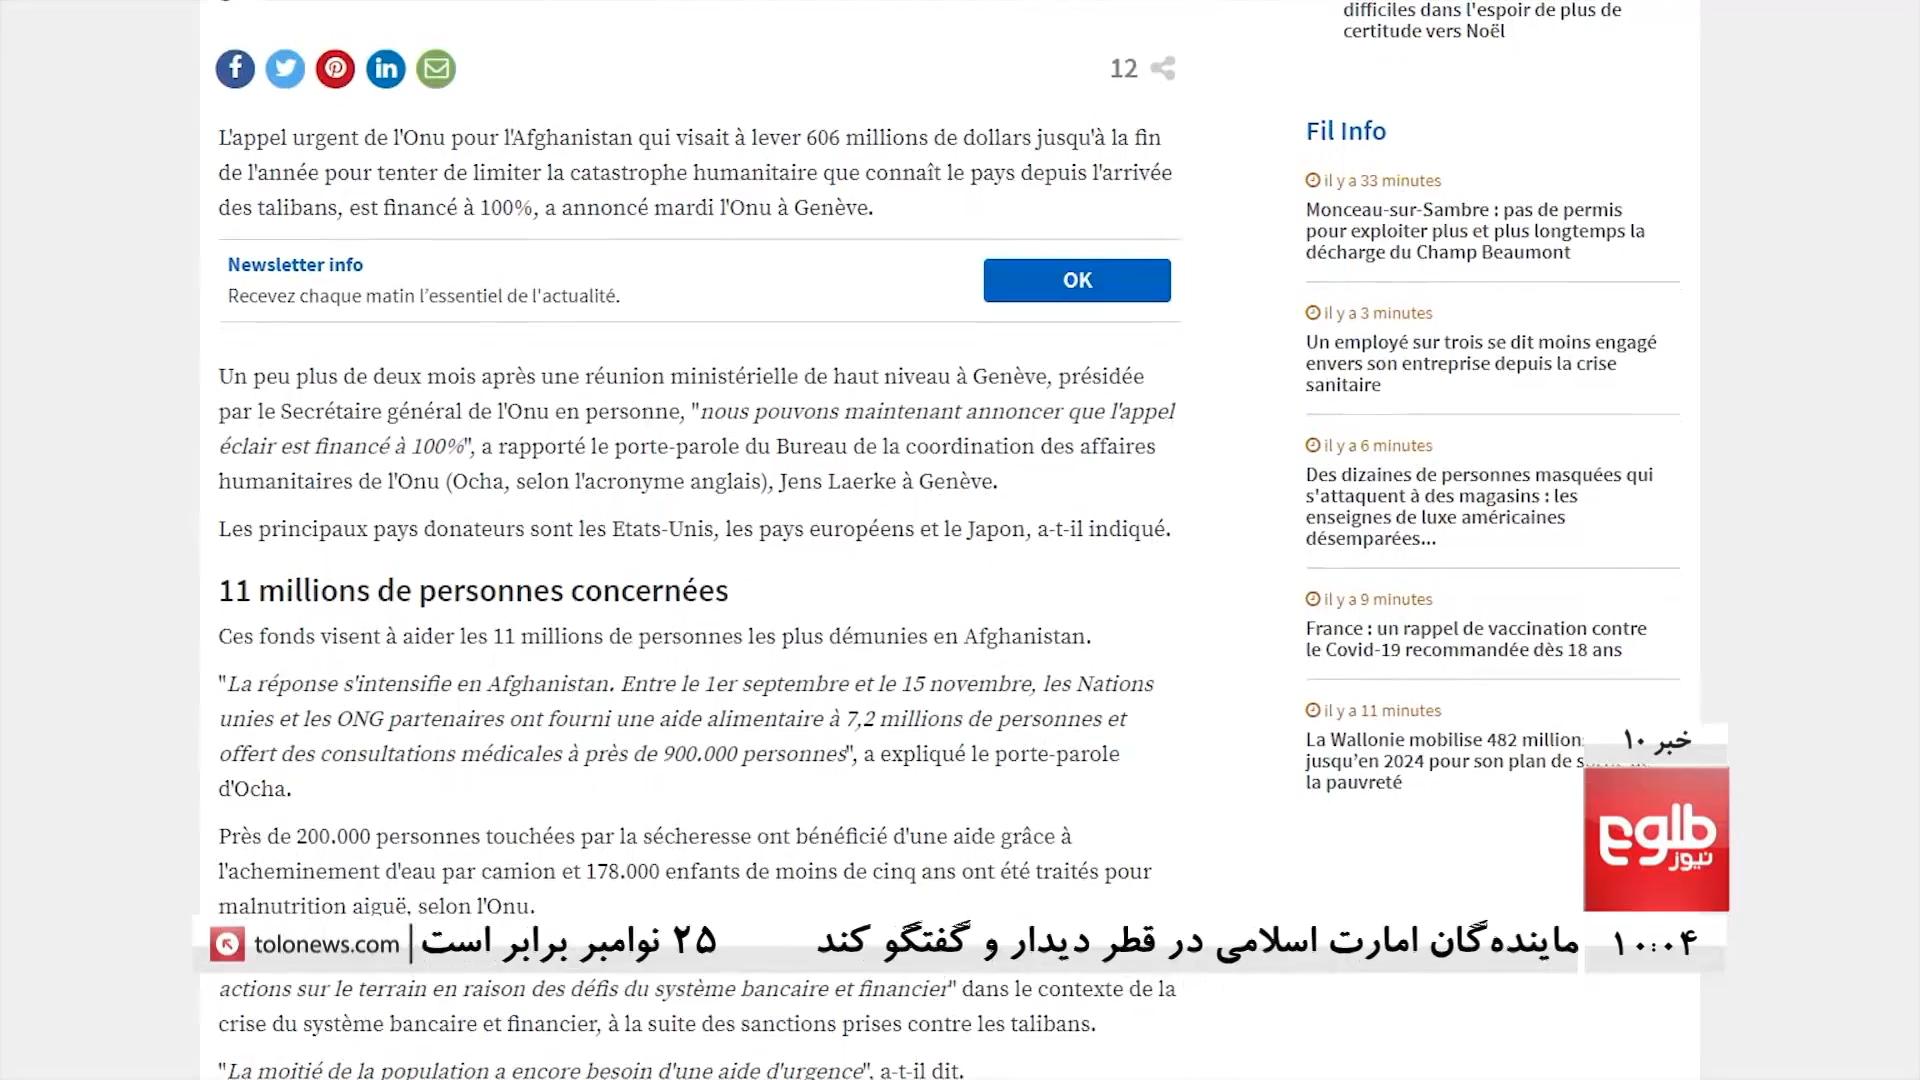 difficiles dans l'espoir de plus de
certitude vers Noël
12
L'appel urgent de l'Onu pour l'Afghanistan qui visait à lever 606 millions de dollars jusqu'à la fin
de l'année pour tenter de limiter la catastrophe humanitaire que connaît le pays depuis l'arrivée
des talibans, est financé à 100%, a annoncé mardi l'Onu à Genève.
Newsletter info
Recevez chaque matin l’essentiel de l'actualité.
OK
Un peu plus de deux mois après une réunion ministérielle de haut niveau à Genève, présidée
par le Secrétaire général de l'Onu en personne, "nous pouvons maintenant annoncer que l'appel
éclair est financé à 100%", a rapporté le porte-parole du Bureau de la coordination des affaires
humanitaires de l'Onu (Ocha, selon l'acronyme anglais), Jens Laerke à Genève.
Les principaux pays donateurs sont les Etats-Unis, les pays européens et le Japon, a-t-il indiqué.
11 millions de personnes concernées
Ces fonds visent à aider les 11 millions de personnes les plus démunies en Afghanistan.
"La réponse s'intensifie en Afghanistan. Entre le 1er septembre et le 15 novembre, les Nations
unies et les ONG partenaires ont fourni une aide alimentaire à 7,2 millions de personnes et
offert des consultations médicales à près de 900.000 personnes", a expliqué le porte-parole
d'Ocha.
Près de 200.000 personnes touchées par la sécheresse ont bénéficié d'une aide grâce à
l'acheminement d'eau par camion et 178.000 enfants de moins de cinq ans ont été traités pour
malnutrition aiguë, selon l'Onu.
actions sur le terrain en raison des défis du système bancaire et financier" dans le contexte de la
crise du système bancaire et financier, à la suite des sanctions prises contre les talibans.
"La moitié de la population a encore besoin d'une aide d'urgence", a-t-il dit.
Fil Info
il y a 33 minutes
Monceau-sur-Sambre : pas de permis
pour exploiter plus et plus longtemps la
décharge du Champ Beaumont
il y a 3 minutes
Un employé sur trois se dit moins engagé
envers son entreprise depuis la crise
sanitaire
il y a 6 minutes
Des dizaines de personnes masquées qui
s'attaquent à des magasins : les
enseignes de luxe américaines
désemparées...
il y a 9 minutes
France : un rappel de vaccination contre
le Covid-19 recommandée dès 18 ans
il y a 11 minutes
La Wallonie mobilise 482 millions
jusqu’en 2024 pour son plan de
la pauvreté
خبر ۱۰
طلوع
نیوز
۱۰:۰۴
ماینده‌گان امارت اسلامی در قطر دیدار و گفتگو کند
۲۵ نوامبر برابر است
tolonews.com